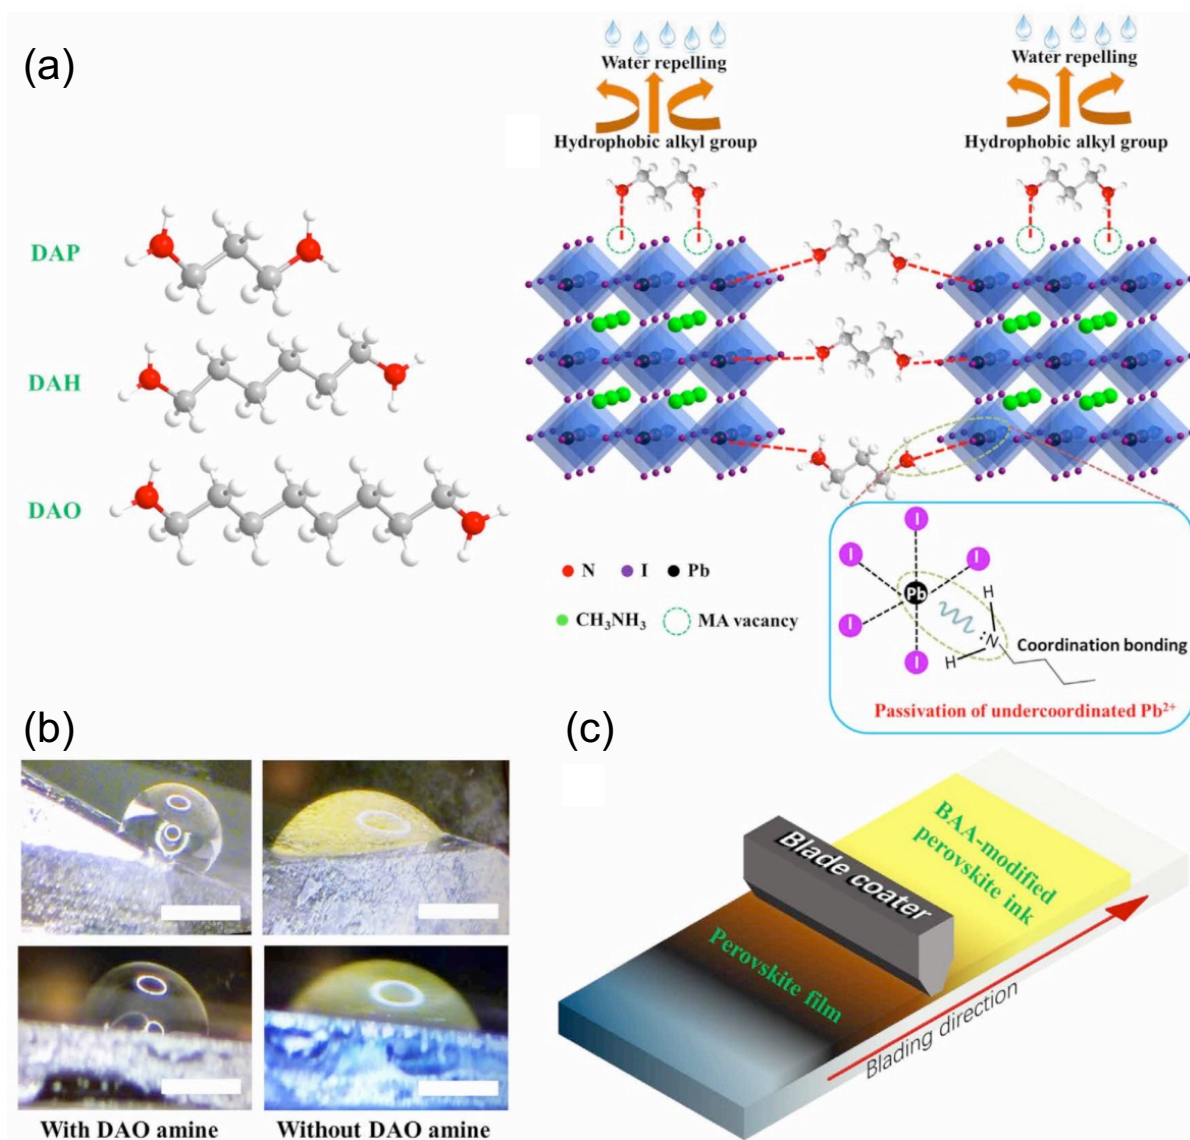 (a)
Water repelling
Hydrophobic alkyl group
Water repelling
Hydrophobic alkyl group
DAP
DAH
DAO
N
I
Pb
CH₃NH₃
MA vacancy
I
I
I
Pb
I
I
H
:N
H
Coordination bonding
Passivation of undercoordinated Pb²⁺
(b)
With DAO amine
Without DAO amine
(c)
Blade coater
BAA-modified
perovskite ink
Perovskite film
Blading direction